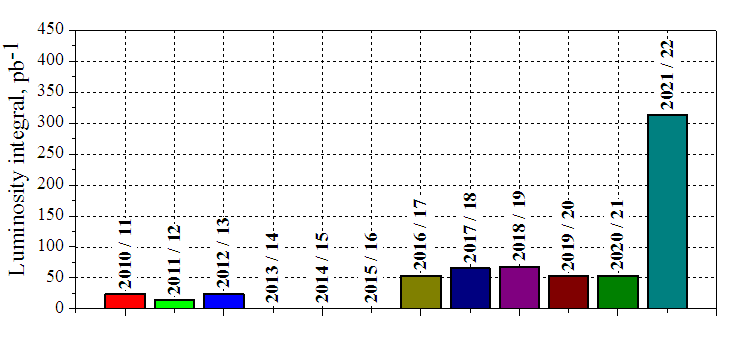 Luminosity integral, pb-1
450
400
350
300
250
200
150
100
50
0
2010 / 11
2011 / 12
2012 / 13
2013 / 14
2014 / 15
2015 / 16
2016 / 17
2017 / 18
2018 / 19
2019 / 20
2020 / 21
2021 / 22